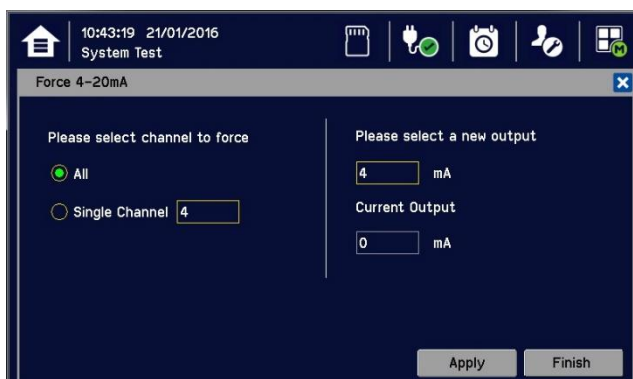 10:43:19 21/01/2016
System Test
M
Force 4-20mA
Please select channel to force
All
Single Channel 4
Please select a new output
4 mA
Current Output
0 mA
Apply
Finish